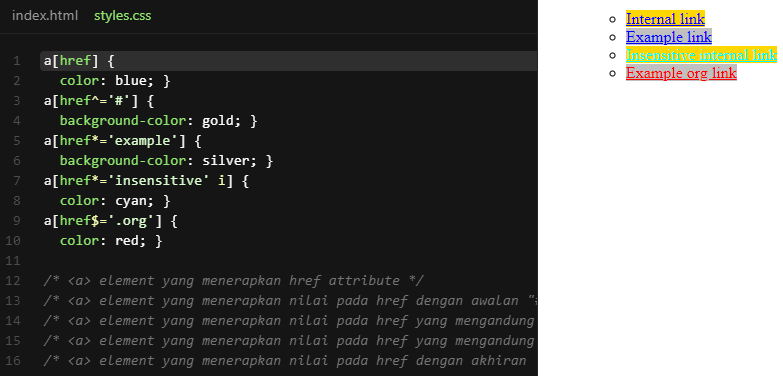 index.html styles.css
1 a[href] {
2 color: blue; }
3 a[href^='#'] {
4 background-color: gold; }
5 a[href*='example'] {
6 background-color: silver; }
7 a[href*='insensitive' i] {
8 color: cyan; }
9 a[href$='.org'] {
10 color: red; }
11
12 /* <a> element yang menerapkan href attribute */
13 /* <a> element yang menerapkan nilai pada href dengan awalan "
14 /* <a> element yang menerapkan nilai pada href yang mengandung
15 /* <a> element yang menerapkan nilai pada href yang mengandung
16 /* <a> element yang menerapkan nilai pada href dengan akhiran
Internal link
Example link
Insensitive internal link
Example org link